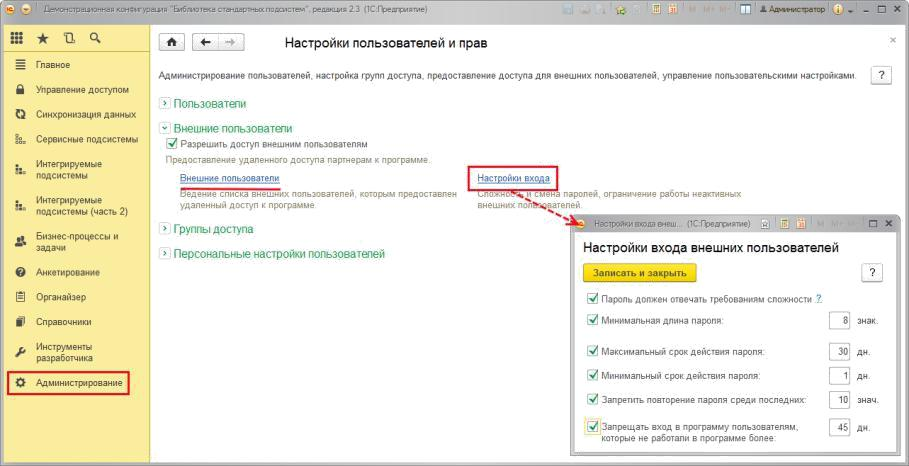 Демонстрационная конфигурация "Библиотека стандартных подсистем", редакция 2.3 (1С:Предприятие)
M M+ M-
Администратор
Настройки пользователей и прав
Главное
Управление доступом
Синхронизация данных
Сервисные подсистемы
Интегрируемые
подсистемы
Интегрируемые
подсистемы (часть 2)
Бизнес-процессы и
задачи
Анкетирование
Органайзер
Справочники
Инструменты
разработчика
Администрирование
Администрирование пользователей, настройка групп доступа, предоставление доступа для внешних пользователей, управление пользовательскими настройками. ?
Пользователи
Внешние пользователи
Разрешить доступ внешним пользователям
Предоставление удаленного доступа партнерам к программе.
Внешние пользователи
Ведение списка внешних пользователей, которым предоставлен
удаленный доступ к программе.
Настройки входа
Сложность и смена паролей, ограничение работы неактивных
внешних пользователей.
Группы доступа
Персональные настройки пользователей
Настройки входа внеш... (1С:Предприятие) M M+ M-
Настройки входа внешних пользователей
Записать и закрыть ?
Пароль должен отвечать требованиям сложности ?
Минимальная длина пароля: 8 знак.
Максимальный срок действия пароля: 30 дн.
Минимальный срок действия пароля: 1 дн.
Запретить повторение пароля среди последних: 10 знач.
Запрещать вход в программу пользователям, 45 дн.
которые не работали в программе более: